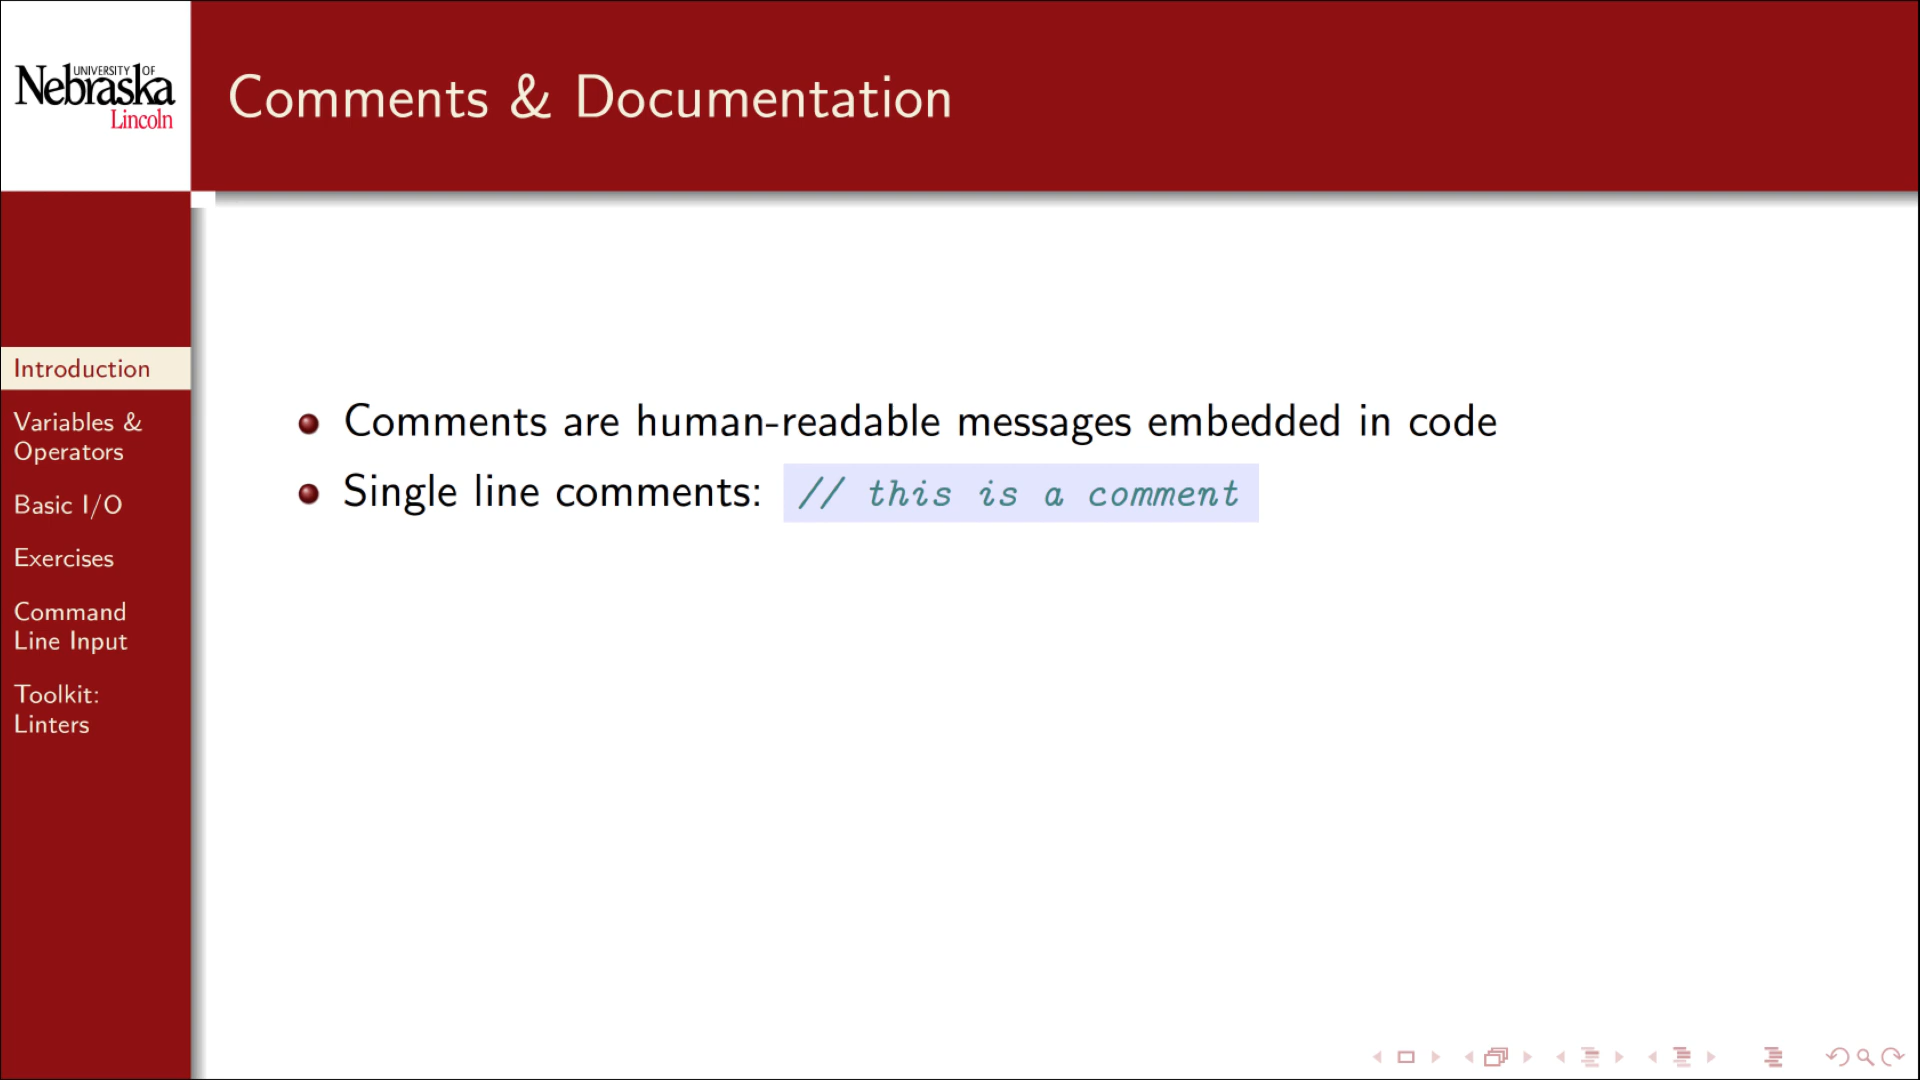 UNIVERSITY OF
Nebraska
Lincoln
Comments & Documentation
Introduction
Variables &
Operators
Basic I/O
Exercises
Command
Line Input
Toolkit:
Linters
Comments are human-readable messages embedded in code
Single line comments: // this is a comment